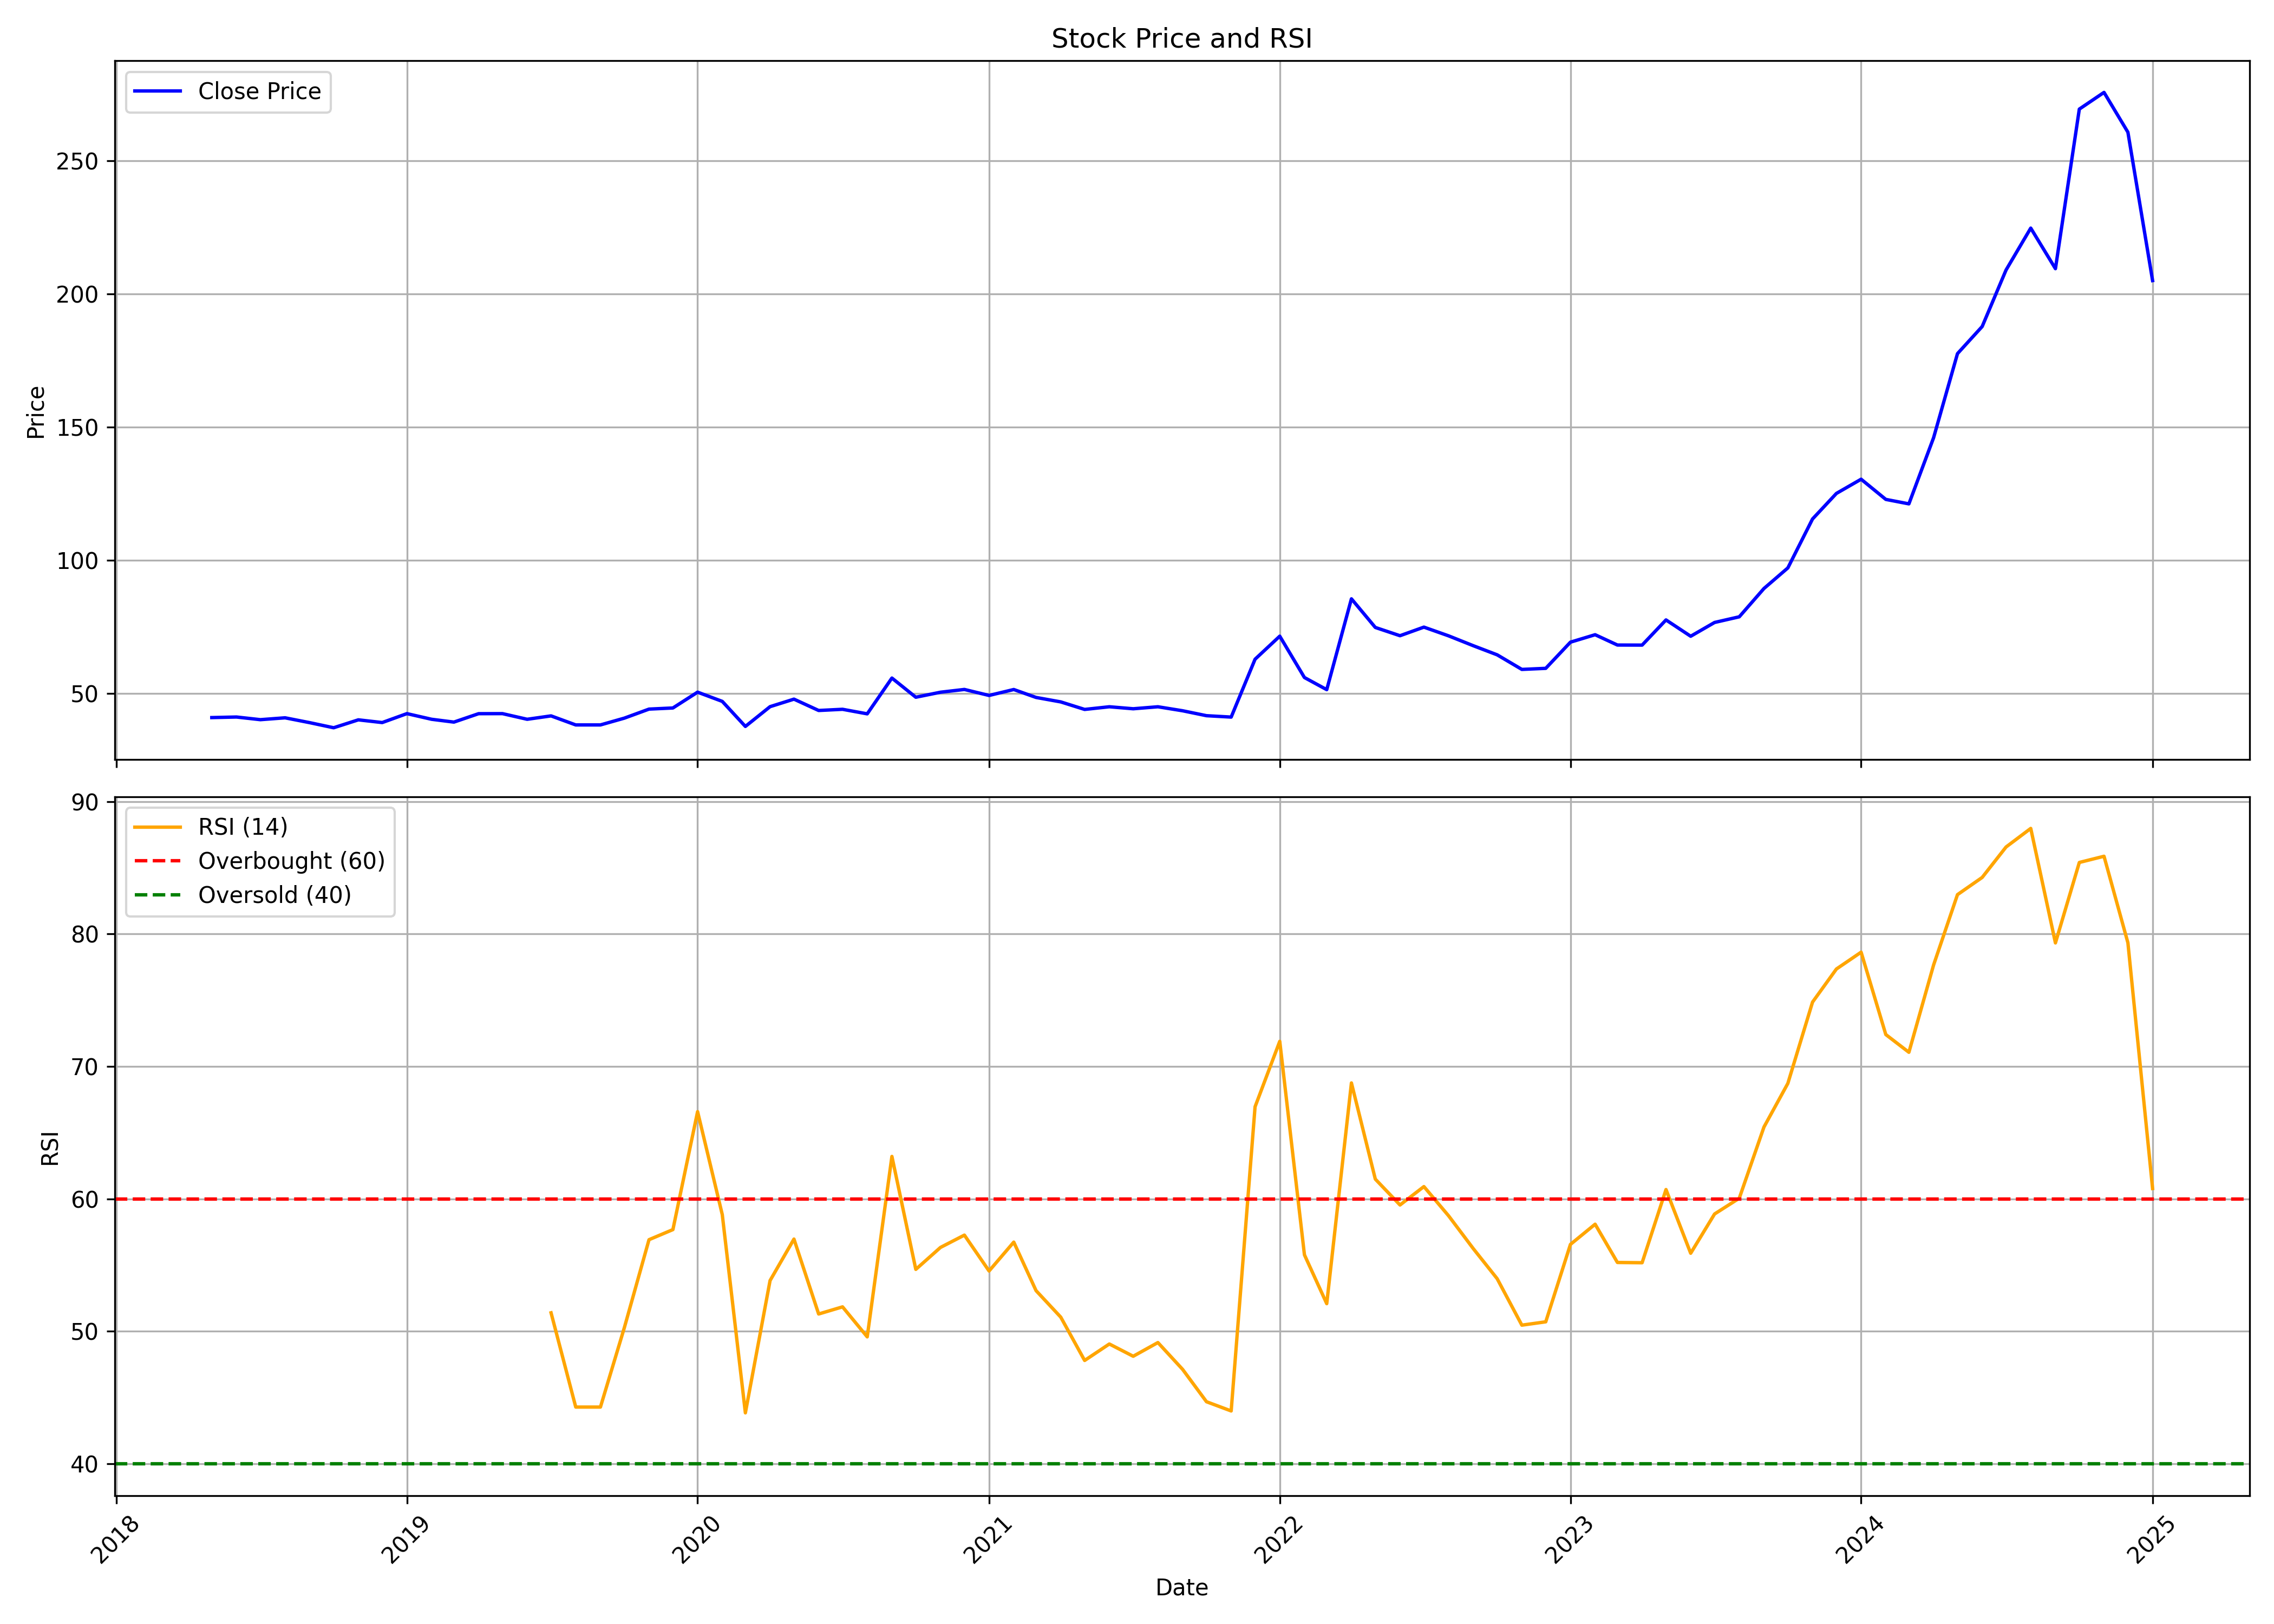 Stock Price and RSI
Close Price
250
200
150
100
50
Price
90
80
70
60
50
40
RSI
RSI (14)
Overbought (60)
Oversold (40)
2018
2019
2020
2021
2022
2023
2024
2025
Date